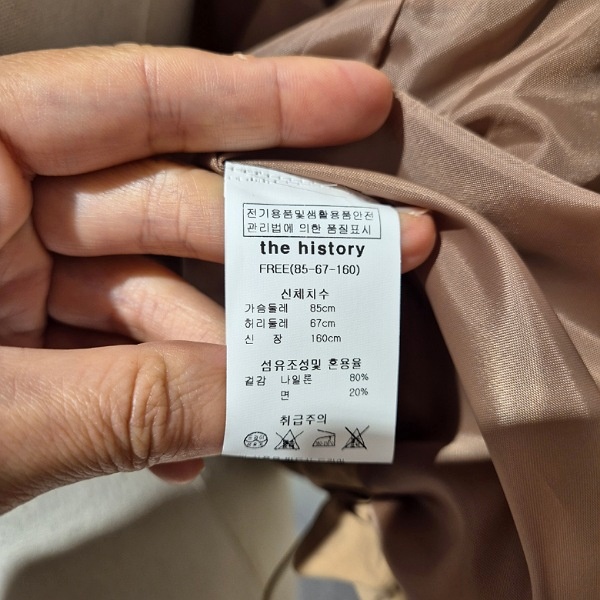 전기용품및생활용품안전
관리법에 의한 품질표시
the history
FREE(85-67-160)
신체치수
가슴둘레 85cm
허리둘레 67cm
신 장 160cm
섬유조성및 혼용율
겉감 나일론 80%
면 20%
취급주의